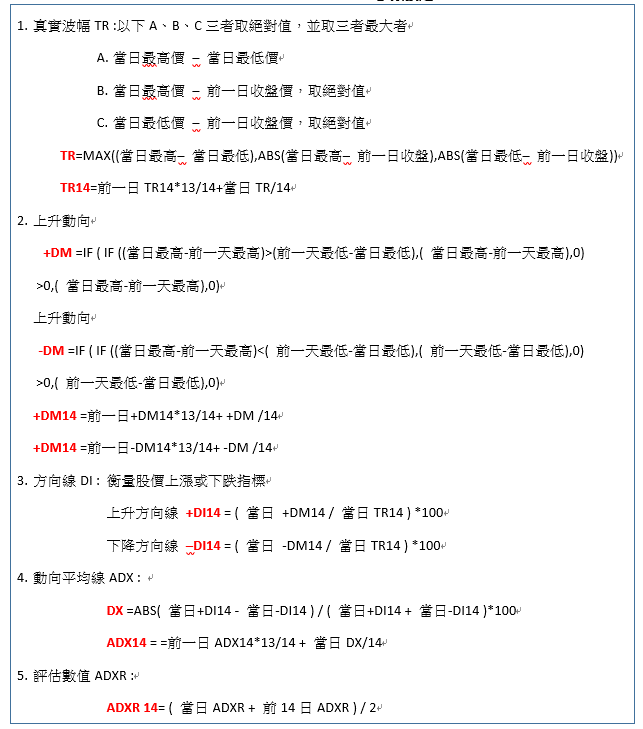 1. 真實波幅 TR :以下 A、B、C 三者取絕對值，並取三者最大者
A. 當日最高價 – 當日最低價
B. 當日最高價 – 前一日收盤價，取絕對值
C. 當日最低價 – 前一日收盤價，取絕對值
TR=MAX((當日最高– 當日最低),ABS(當日最高– 前一日收盤),ABS(當日最低– 前一日收盤))
TR14=前一日 TR14*13/14+當日 TR/14
2. 上升動向
+DM =IF ( IF ((當日最高-前一天最高)>(前一天最低-當日最低),( 當日最高-前一天最高),0)
>0,( 當日最高-前一天最高),0)
上升動向
-DM =IF ( IF ((當日最高-前一天最高)<( 前一天最低-當日最低),( 前一天最低-當日最低),0)
>0,( 前一天最低-當日最低),0)
+DM14 =前一日+DM14*13/14+ +DM /14
+DM14 =前一日-DM14*13/14+ -DM /14
3. 方向線 DI : 衡量股價上漲或下跌指標
上升方向線 +DI14 = ( 當日 +DM14 / 當日 TR14 ) *100
下降方向線 –DI14 = ( 當日 -DM14 / 當日 TR14 ) *100
4. 動向平均線 ADX :
DX =ABS( 當日+DI14 - 當日-DI14 ) / ( 當日+DI14 + 當日-DI14 )*100
ADX14 = =前一日 ADX14*13/14 + 當日 DX/14
5. 評估數值 ADXR :
ADXR 14= ( 當日 ADXR + 前 14 日 ADXR ) / 2